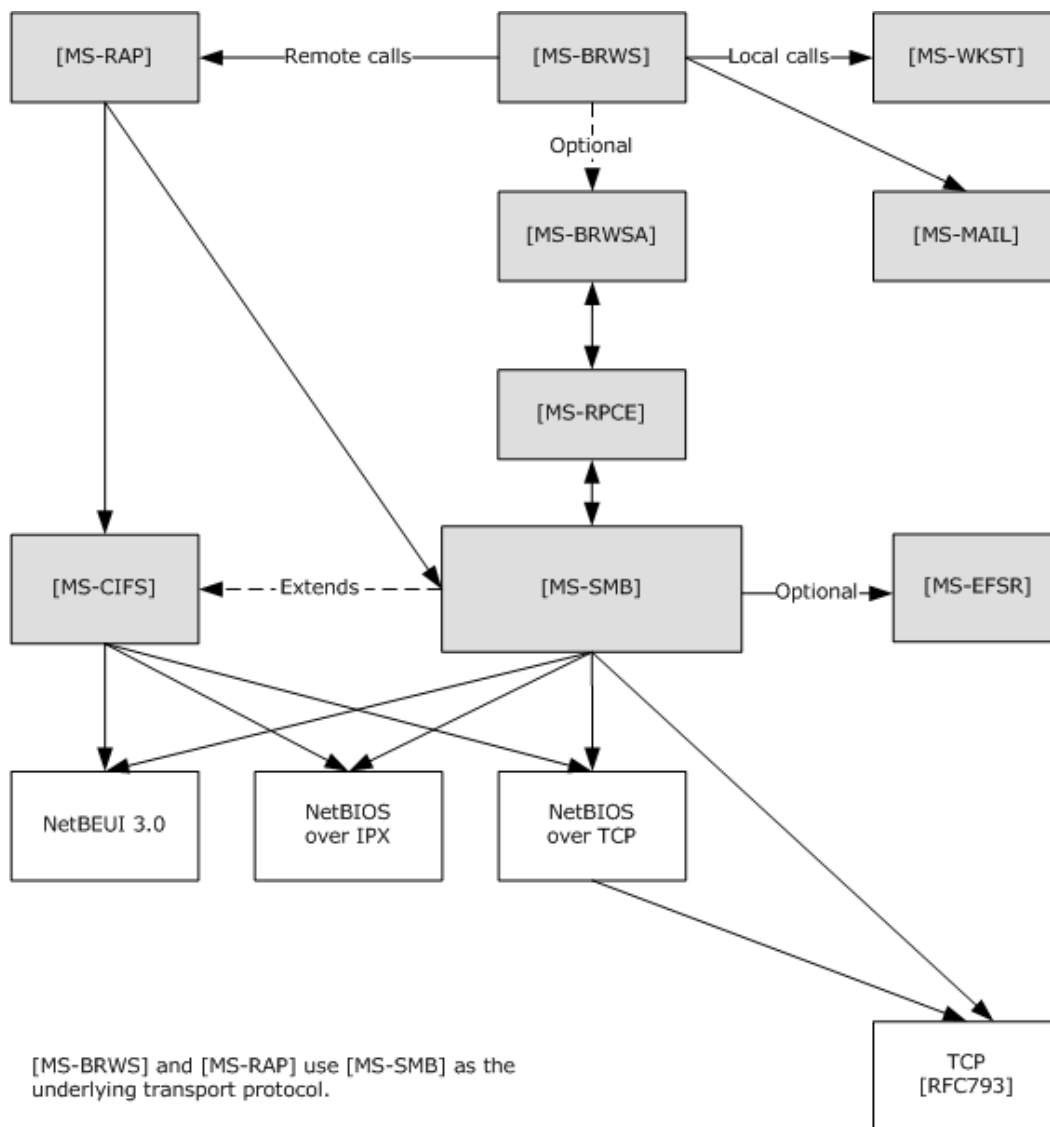 [MS-RAP]
Remote calls
[MS-BRWS]
Local calls
[MS-WKST]
Optional
[MS-BRWSA]
[MS-MAIL]
[MS-RPCE]
[MS-CIFS]
Extends
[MS-SMB]
Optional
[MS-EFSR]
NetBEUI 3.0
NetBIOS
over IPX
NetBIOS
over TCP
[MS-BRWS] and [MS-RAP] use [MS-SMB] as the
underlying transport protocol.
TCP
[RFC793]